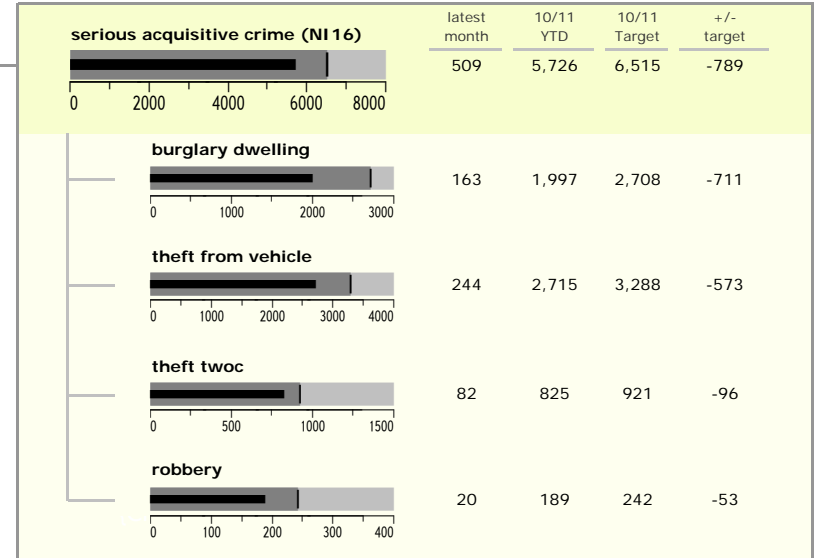 latest 10/11 10/11 +/-
serious acquisitive crime (NI 16) month YTD Target target
509 5,726 6,515 -789
0 2000 4000 6000 8000
burglary dwelling
163 1,997 2,708 -711
0 1000 2000 3000
theft from vehicle
244 2,715 3,288 -573
0 1000 2000 3000 4000
theft twoc
82 825 921 -96
0 500 1000 1500
robbery
20 189 242 -53
0 100 200 300 400